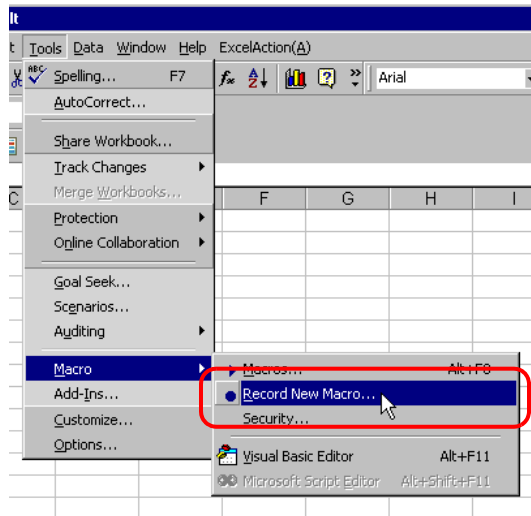 lt
t Tools Data Window Help ExcelAction(A)
ABC Spelling... F7 fx A Z Arial
AutoCorrect...
Share Workbook...
Track Changes
Merge Workbooks...
C F G H I
Protection
Online Collaboration
Goal Seek...
Scenarios...
Auditing
Macro Macros... Alt+F8
Add-Ins... Record New Macro...
Customize... Security...
Options... Visual Basic Editor Alt+F11
Microsoft Script Editor Alt+Shift+F11